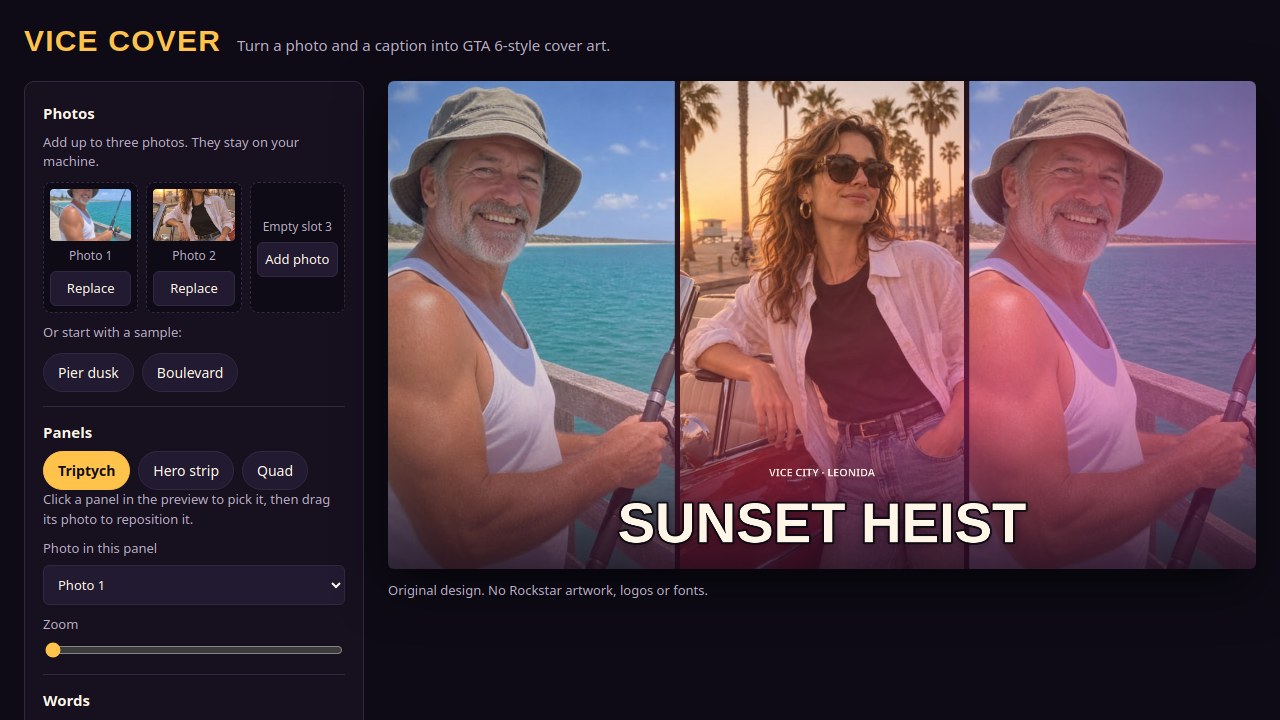 VICE COVER
Turn a photo and a caption into GTA 6-style cover art.
Photos
Add up to three photos. They stay on your
machine.
Photo 1
Replace
Photo 2
Replace
Empty slot 3
Add photo
Or start with a sample:
Pier dusk
Boulevard
Panels
Triptych
Hero strip
Quad
Click a panel in the preview to pick it, then drag
its photo to reposition it.
Photo in this panel
Photo 1
Zoom
Words
VICE CITY · LEONIDA
SUNSET HEIST
Original design. No Rockstar artwork, logos or fonts.